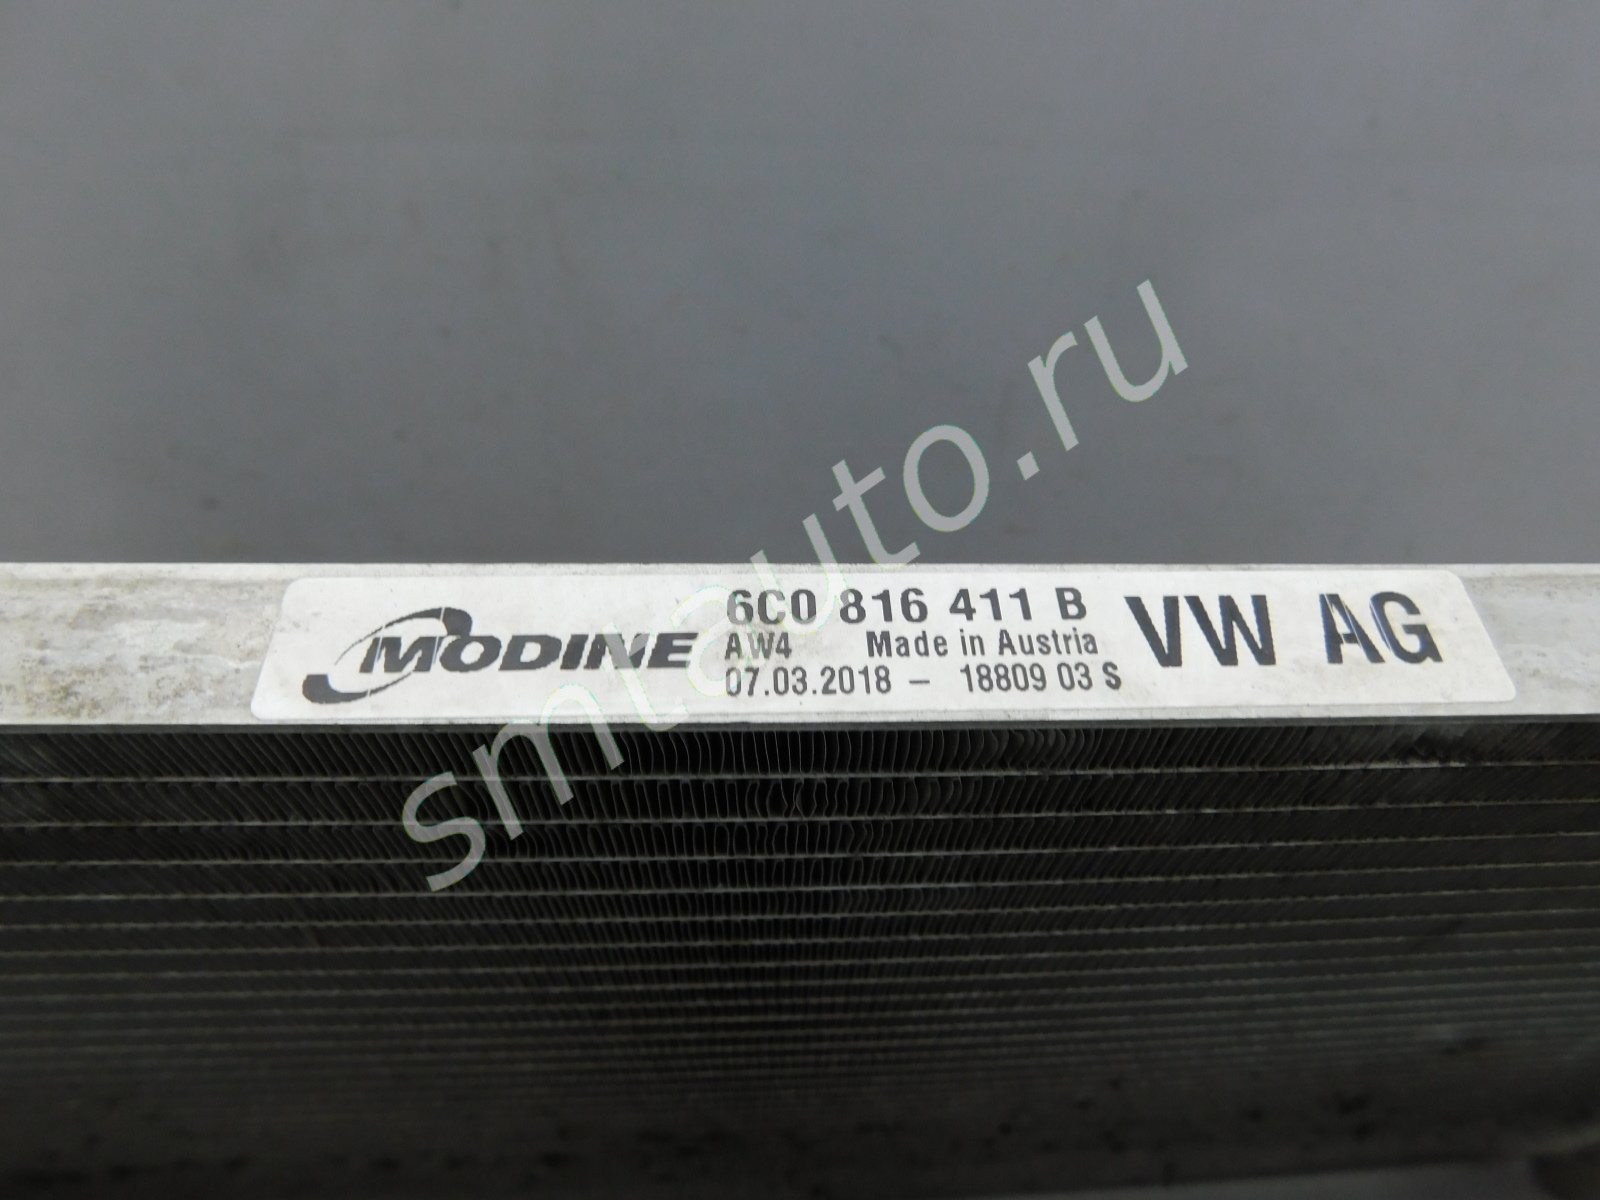 MODINE
6C0 816 411 B
AW4 Made in Austria
07.03.2018 – 18809 03 S
VW AG
smtauto.ru